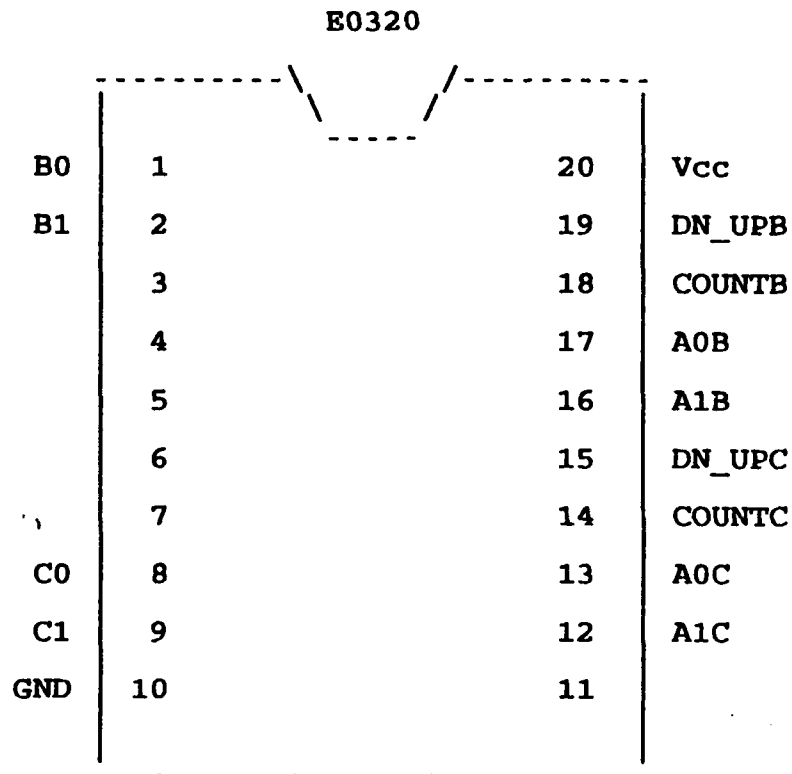 E0320
B0 1 20 Vcc
B1 2 19 DN_UPB
3 18 COUNTB
4 17 A0B
5 16 A1B
6 15 DN_UPC
7 14 COUNTC
C0 8 13 A0C
C1 9 12 A1C
GND 10 11